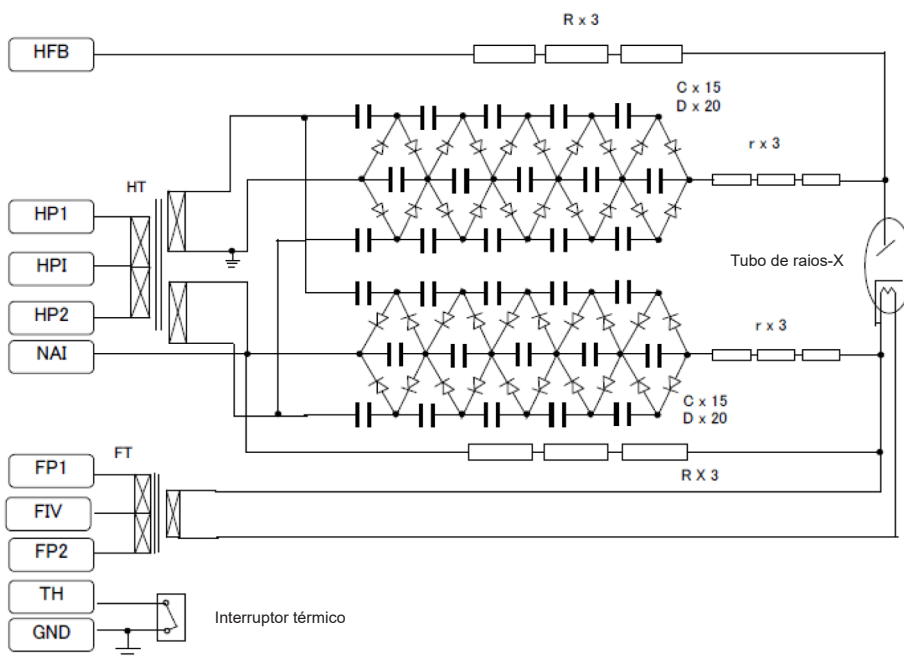 R x 3
HFB
C x 15
D x 20
r x 3
HT
HP1
HPI
HP2
NAI
Tubo de raios-X
r x 3
C x 15
D x 20
R X 3
FT
FP1
FIV
FP2
TH
GND
Interruptor térmico